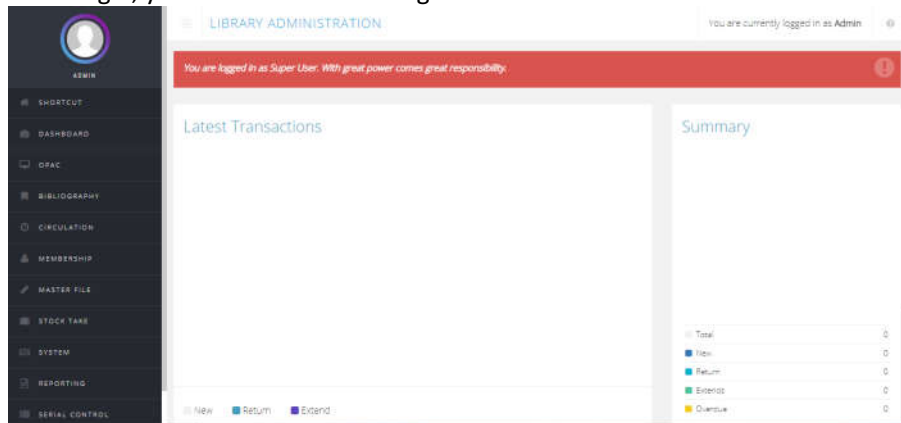 LIBRARY ADMINISTRATION
You are currently logged in as Admin
ADMIN
You are logged in as Super User. With great power comes great responsibility.
SHORTCUT
DASHBOARD
OPAC
BIBLIOGRAPHY
CIRCULATION
MEMBERSHIP
MASTER FILE
STOCK TAKE
SYSTEM
REPORTING
SERIAL CONTROL
Latest Transactions
New Return Extend
Summary
Total 0
New 0
Return 0
Extends 0
Overdue 0